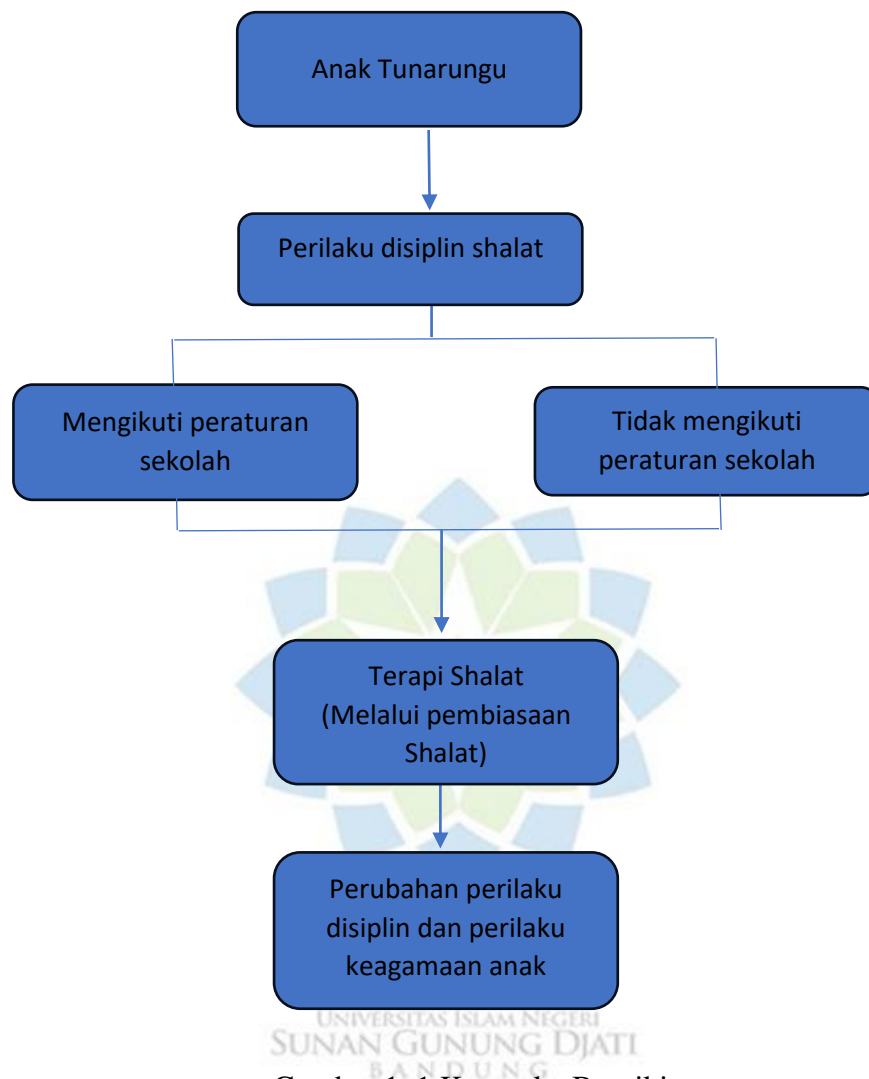 Anak Tunarungu
Perilaku disiplin shalat
Mengikuti peraturan
sekolah
Tidak mengikuti
peraturan sekolah
Terapi Shalat
(Melalui pembiasaan
Shalat)
Perubahan perilaku
disiplin dan perilaku
keagamaan anak
UNIVERSITAS ISLAM NEGERI
SUNAN GUNUNG DJATI
BANDUNG